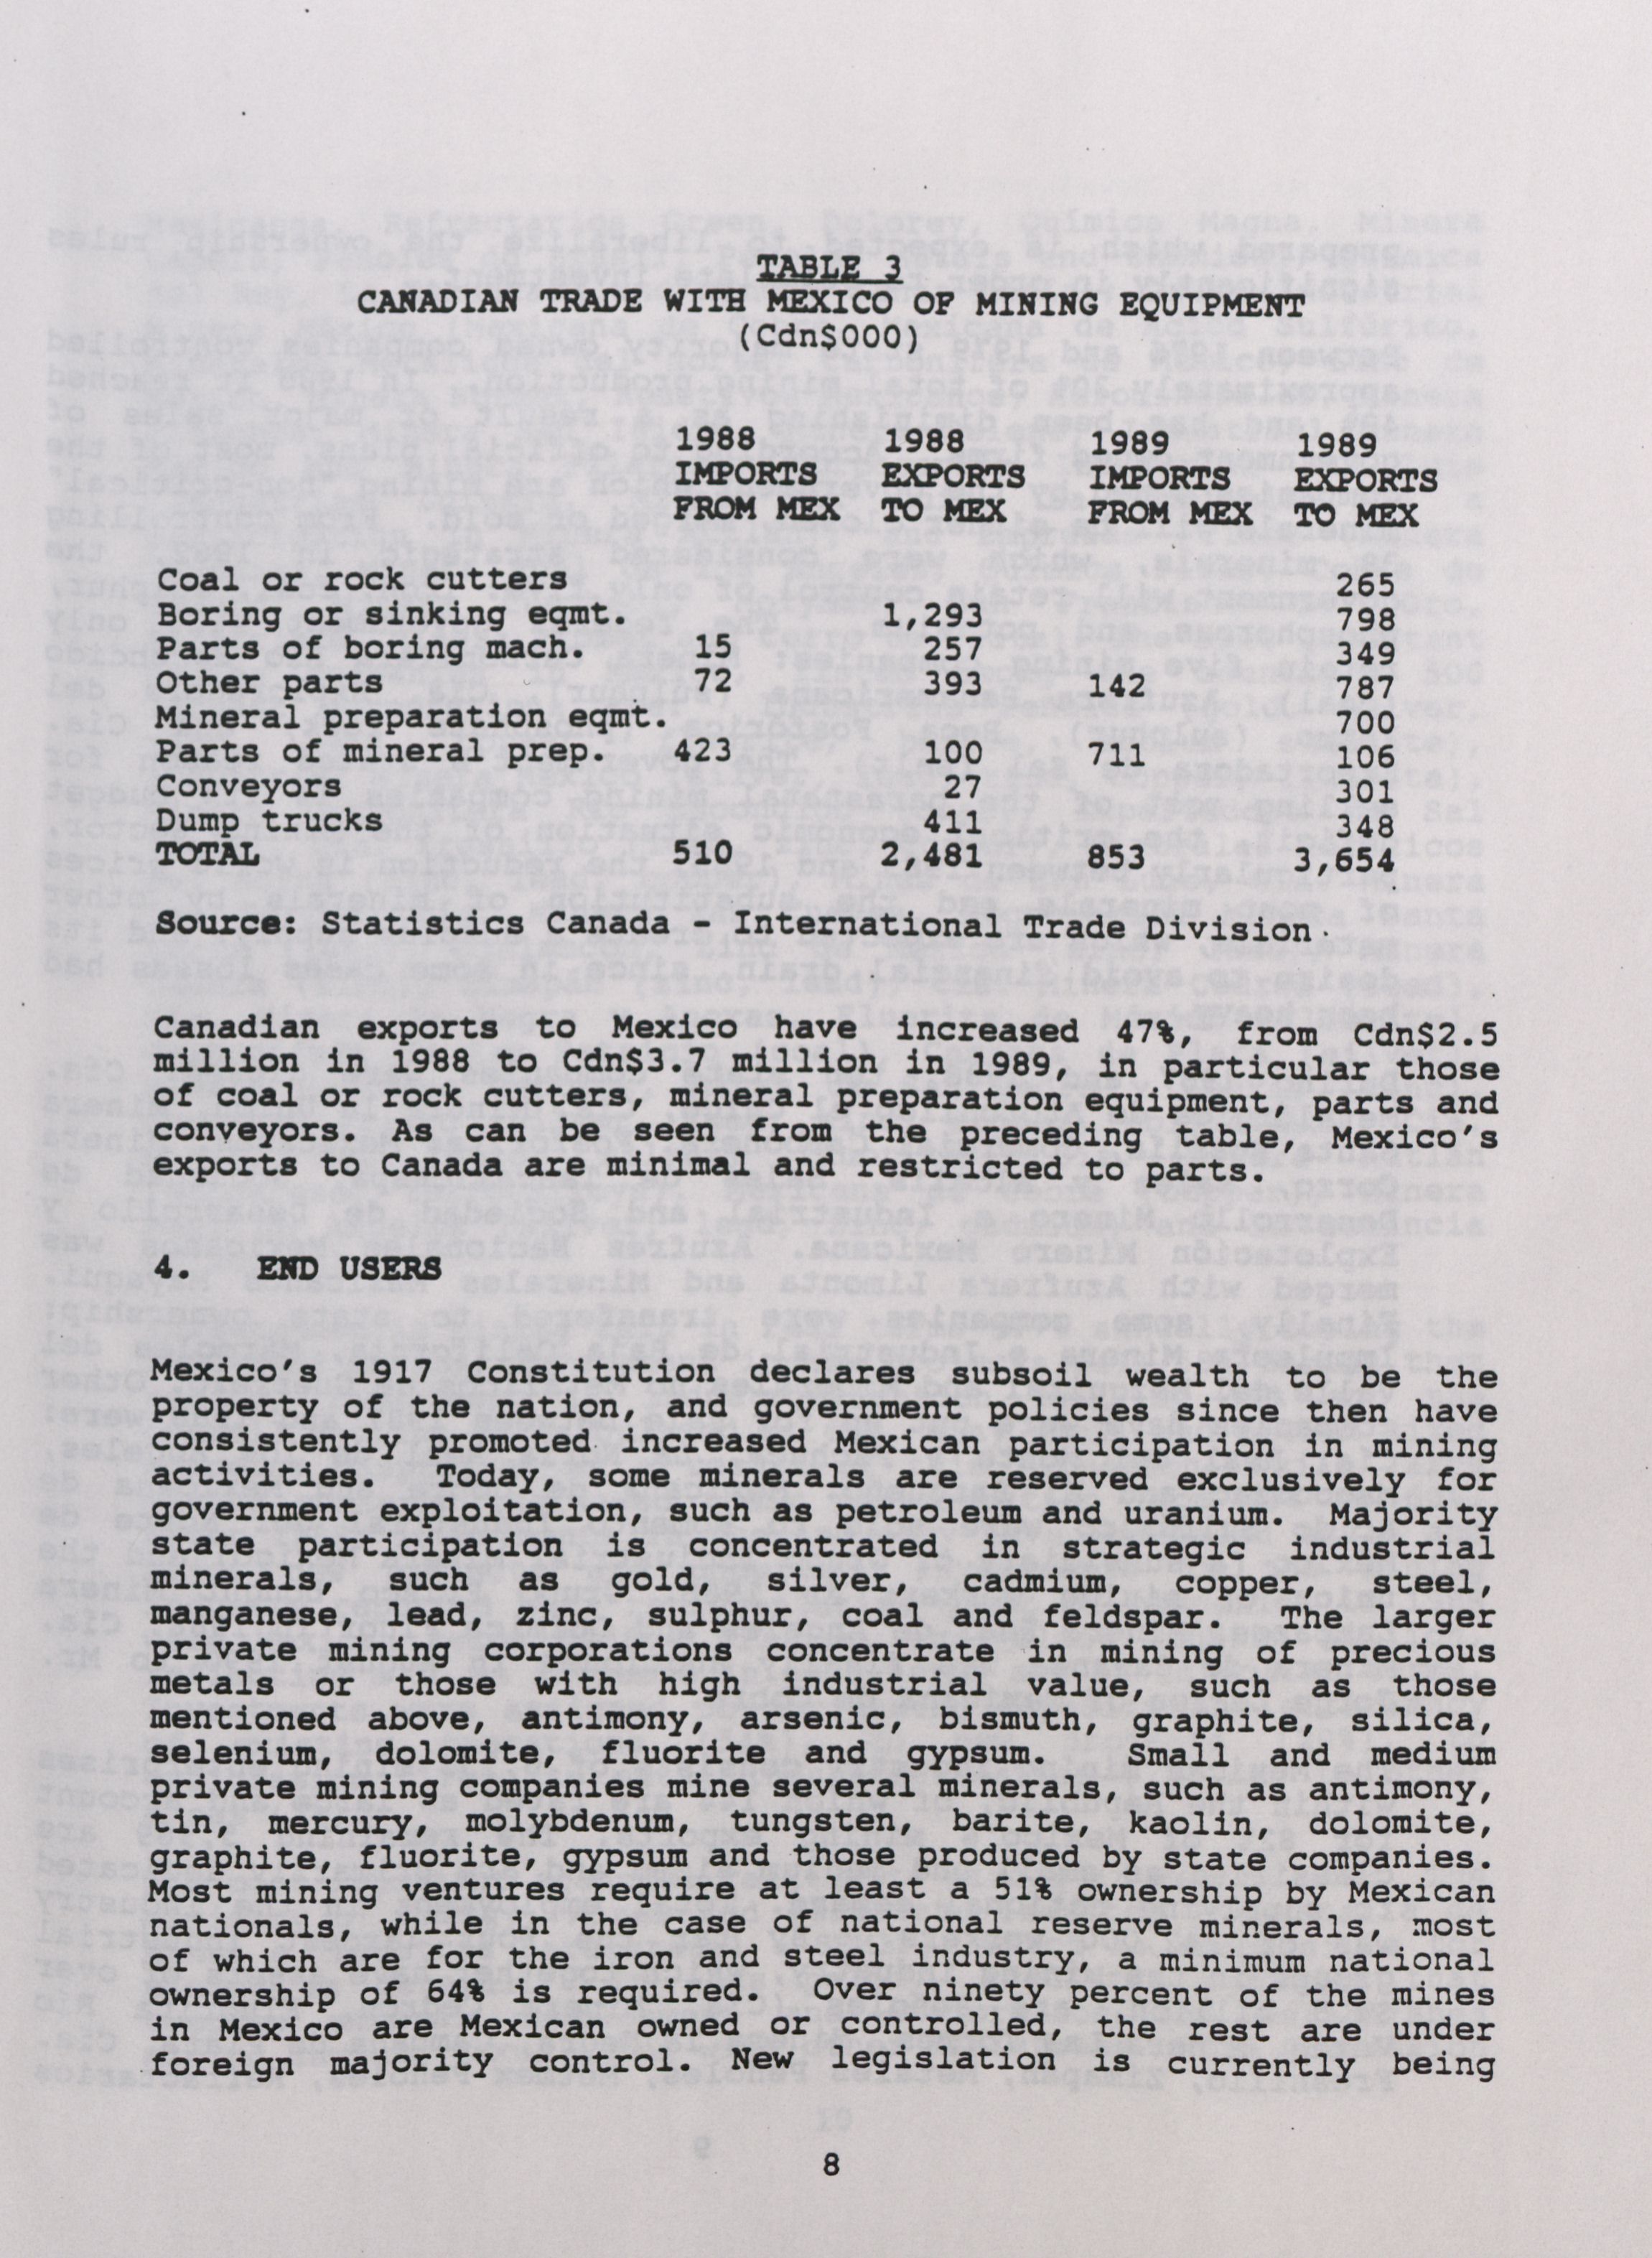 TABLE 3
CANADIAN TRADE WITH MEXICO OF MINING EQUIPMENT
(Cdn$000)
1988 1988 1989 1989
IMPORTS EXPORTS IMPORTS EXPORTS
FROM MEX TO MEX FROM MEX TO MEX
Coal or rock cutters 265
Boring or sinking eqmt. 1,293 798
Parts of boring mach. 15 257 349
Other parts 72 393 142 787
Mineral preparation eqmt. 700
Parts of mineral prep. 423 100 711 106
Conveyors 27 301
Dump trucks 411 348
TOTAL 510 2,481 853 3,654
Source: Statistics Canada - International Trade Division
Canadian exports to Mexico have increased 47%, from Cdn$2.5
million in 1988 to Cdn$3.7 million in 1989, in particular those
of coal or rock cutters, mineral preparation equipment, parts and
conveyors. As can be seen from the preceding table, Mexico's
exports to Canada are minimal and restricted to parts.
4. END USERS
Mexico's 1917 Constitution declares subsoil wealth to be the
property of the nation, and government policies since then have
consistently promoted increased Mexican participation in mining
activities. Today, some minerals are reserved exclusively for
government exploitation, such as petroleum and uranium. Majority
state participation is concentrated in strategic industrial
minerals, such as gold, silver, cadmium, copper, steel,
manganese, lead, zinc, sulphur, coal and feldspar. The larger
private mining corporations concentrate in mining of precious
metals or those with high industrial value, such as those
mentioned above, antimony, arsenic, bismuth, graphite, silica,
selenium, dolomite, fluorite and gypsum. Small and medium
private mining companies mine several minerals, such as antimony,
tin, mercury, molybdenum, tungsten, barite, kaolin, dolomite,
graphite, fluorite, gypsum and those produced by state companies.
Most mining ventures require at least a 51% ownership by Mexican
nationals, while in the case of national reserve minerals, most
of which are for the iron and steel industry, a minimum national
ownership of 64% is required. Over ninety percent of the mines
in Mexico are Mexican owned or controlled, the rest are under
foreign majority control. New legislation is currently being
8